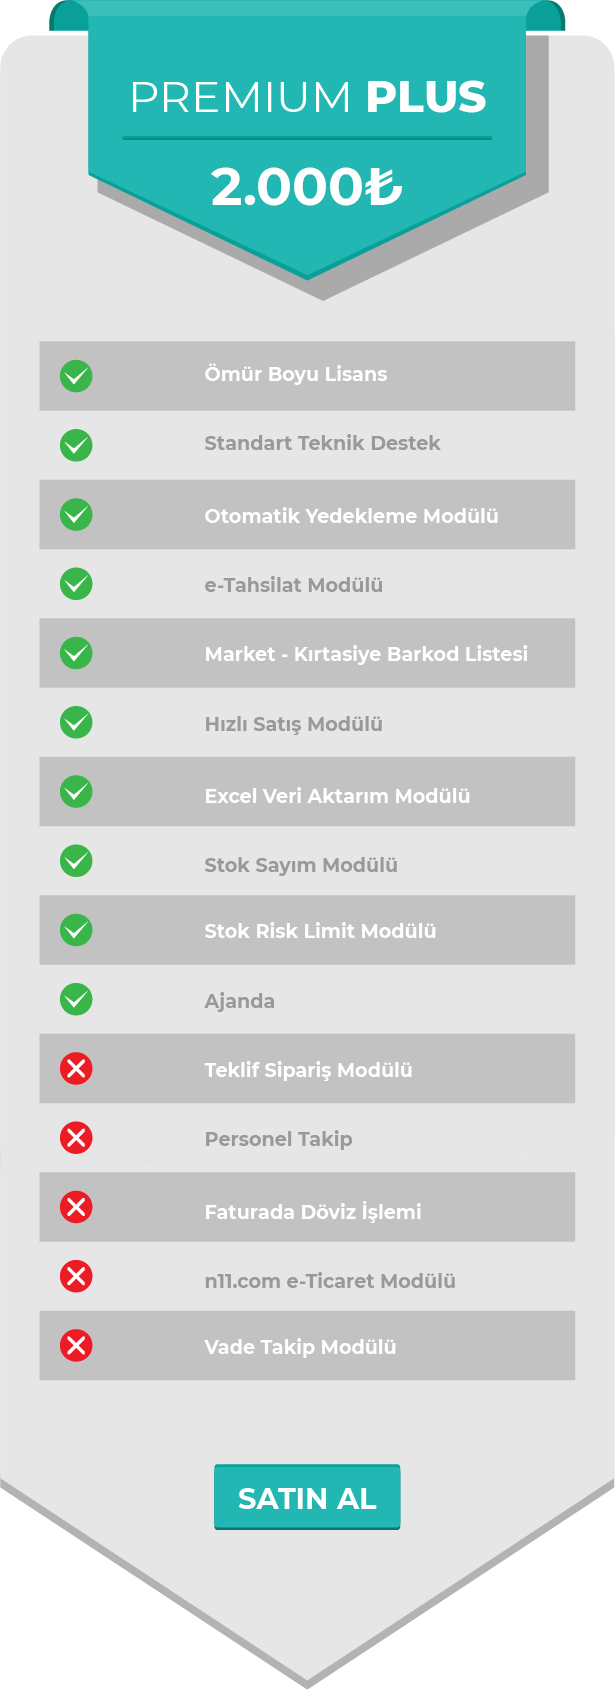 PREMIUM PLUS
2.000₺
Ömür Boyu Lisans
Standart Teknik Destek
Otomatik Yedekleme Modülü
e-Tahsilat Modülü
Market - Kırtasiye Barkod Listesi
Hızlı Satış Modülü
Excel Veri Aktarım Modülü
Stok Sayım Modülü
Stok Risk Limit Modülü
Ajanda
Teklif Sipariş Modülü
Personel Takip
Faturada Döviz İşlemi
n11.com e-Ticaret Modülü
Vade Takip Modülü
SATIN AL